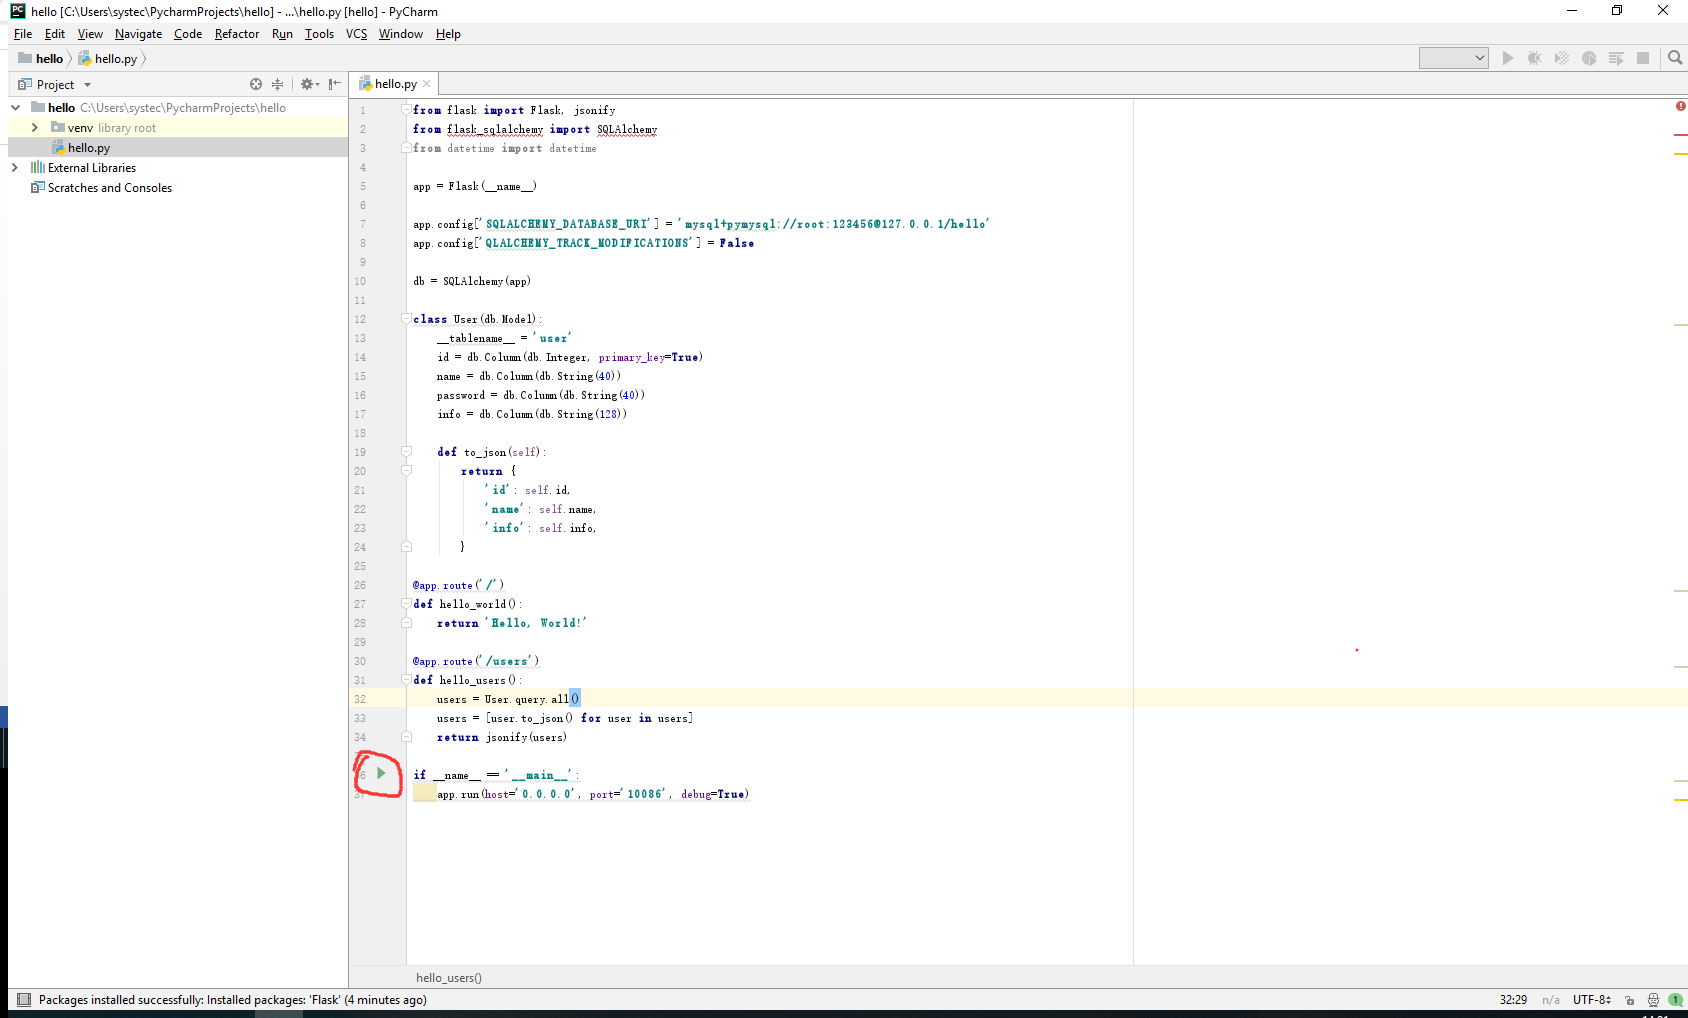 hello [C:\Users\systec\PycharmProjects\hello] - ...\hello.py [hello] - PyCharm
File Edit View Navigate Code Refactor Run Tools VCS Window Help
hello hello.py
Project
hello.py
hello C:\Users\systec\PycharmProjects\hello
venv library root
hello.py
External Libraries
Scratches and Consoles
1 from flask import Flask, jsonify
2 from flask_sqlalchemy import SQLAlchemy
3 from datetime import datetime
4
5 app = Flask(__name__)
6
7 app.config['SQLALCHEMY_DATABASE_URI'] = 'mysql+pymysql://root:123456@127.0.0.1/hello'
8 app.config['QLALCHEMY_TRACK_MODIFICATIONS'] = False
9
10 db = SQLAlchemy(app)
11
12 class User(db.Model):
13 __tablename__ = 'user'
14 id = db.Column(db.Integer, primary_key=True)
15 name = db.Column(db.String(40))
16 password = db.Column(db.String(40))
17 info = db.Column(db.String(128))
18
19 def to_json(self):
20 return {
21 'id': self.id,
22 'name': self.name,
23 'info': self.info,
24 }
25
26 @app.route('/')
27 def hello_world():
28 return 'Hello, World!'
29
30 @app.route('/users')
31 def hello_users():
32 users = User.query.all()
33 users = [user.to_json() for user in users]
34 return jsonify(users)
6 if __name__ == '__main__':
app.run(host='0.0.0.0', port='10086', debug=True)
hello_users()
Packages installed successfully: Installed packages: 'Flask' (4 minutes ago)
32:29 n/a UTF-8 1